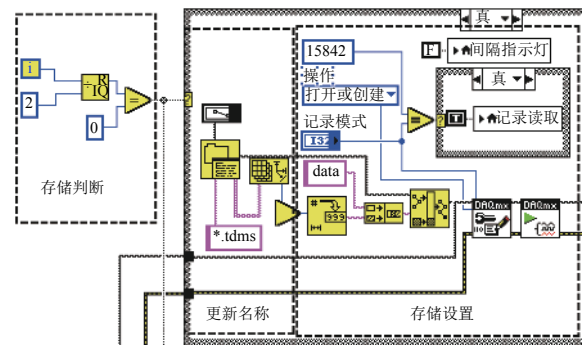 真
15842
F
间隔指示灯
i
R
IQ
操作
真
2
=
打开或创建
0
记录模式
=
T
记录读取
I32
存储判断
data
DAQmx
DAQmx
999
*.tdms
更新名称
存储设置